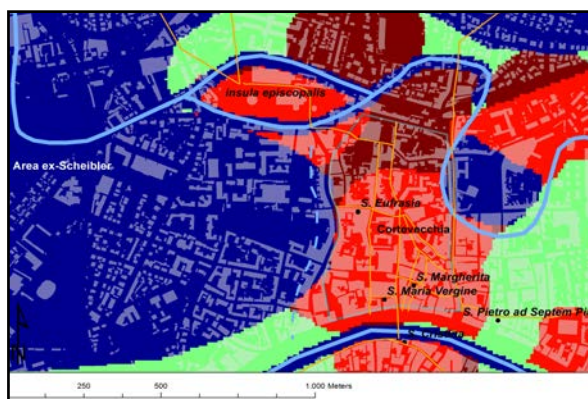 insula episcopalis
Area ex-Scheibler
S. Eufrasia
Cortevecchia
S. Margherita
S. Maria Vergine
S. Pietro ad Septem Pi
250 500 1.000 Meters